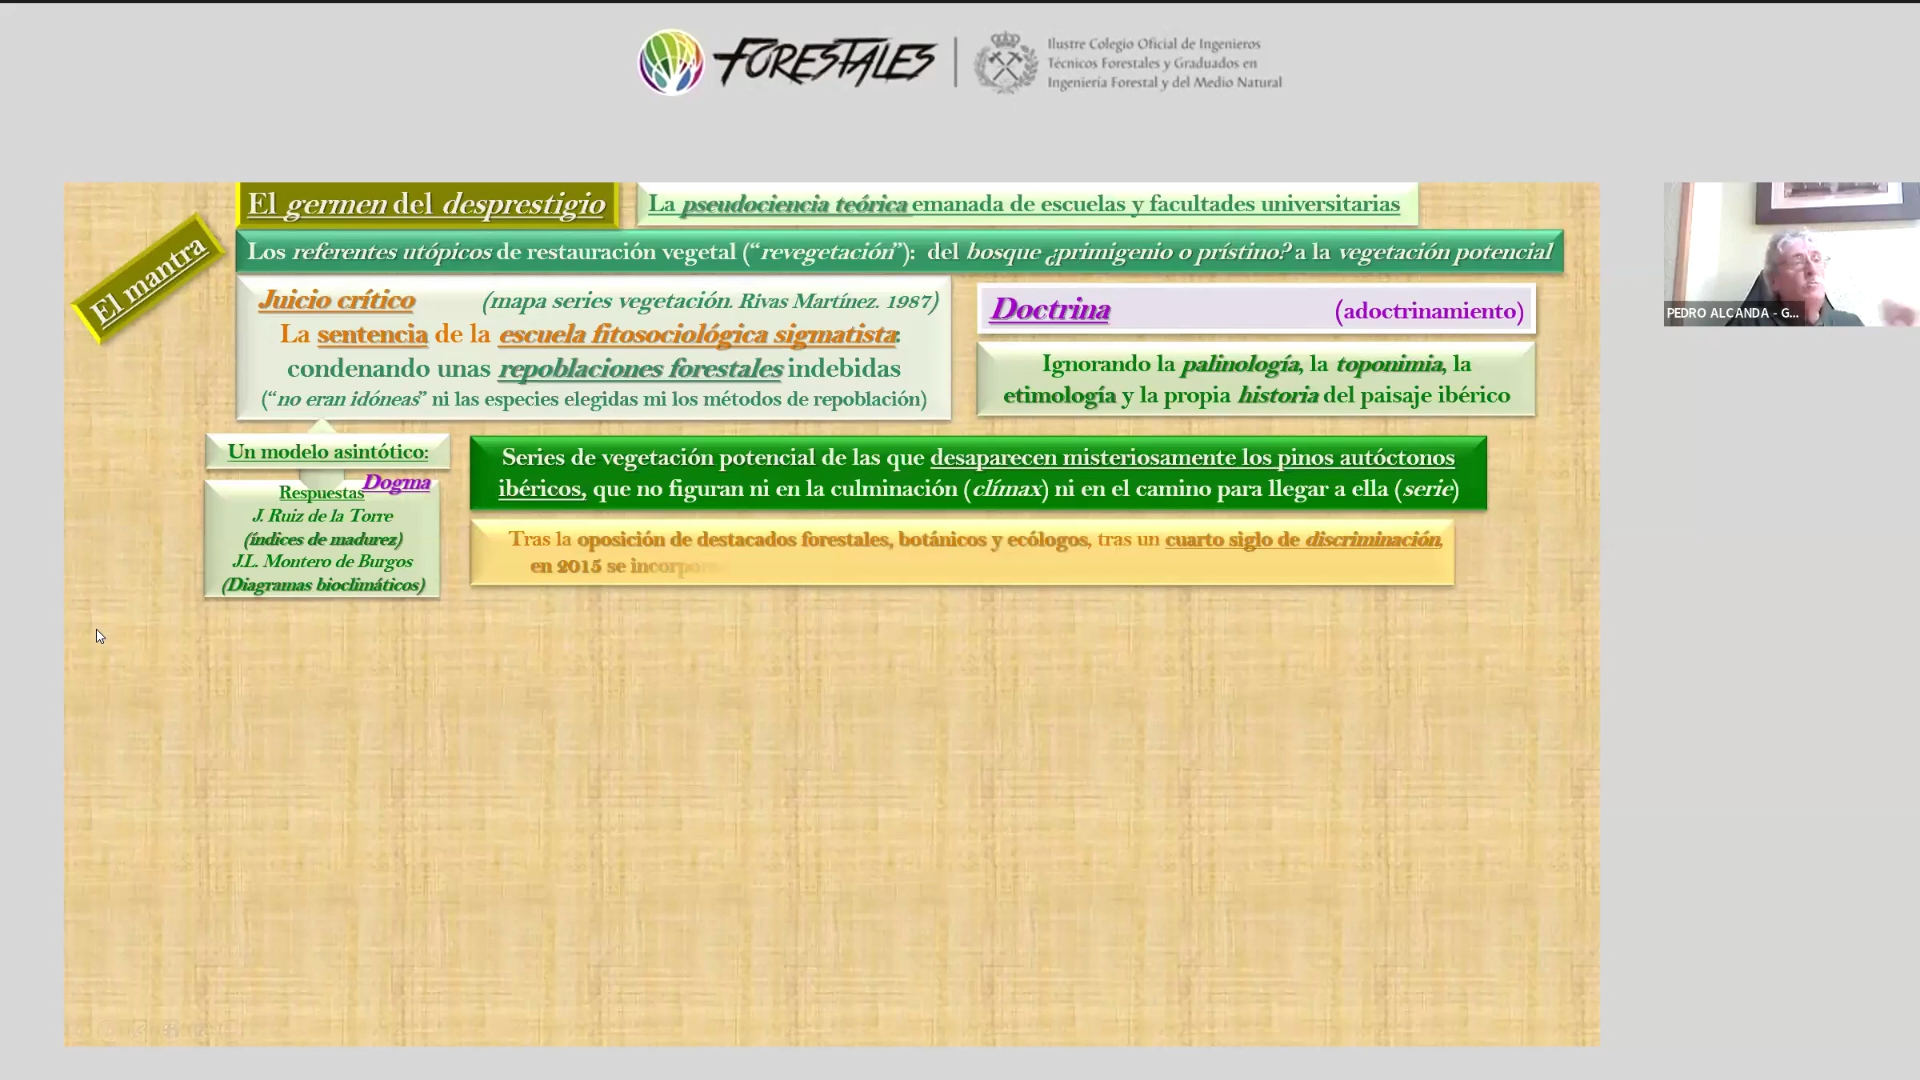 FORESTALES
Ilustre Colegio Oficial de Ingenieros
Técnicos Forestales y Graduados en
Ingeniería Forestal y del Medio Natural
El germen del desprestigio
La pseudociencia teórica emanada de escuelas y facultades universitarias
El mantra
Los referentes utópicos de restauración vegetal (“revegetación”): del bosque ¿primigenio o prístino? a la vegetación potencial
Juicio crítico (mapa series vegetación. Rivas Martínez. 1987)
La sentencia de la escuela fitosociológica sigmatista:
condenando unas repoblaciones forestales indebidas
(“no eran idóneas” ni las especies elegidas mi los métodos de repoblación)
Doctrina (adoctrinamiento)
Ignorando la palinología, la toponimia, la
etimología y la propia historia del paisaje ibérico
PEDRO ALCANDA - G...
Un modelo asintótico:
Dogma
Respuestas
J. Ruiz de la Torre
(índices de madurez)
J.L. Montero de Burgos
(Diagramas bioclimáticos)
Series de vegetación potencial de las que desaparecen misteriosamente los pinos autóctonos
ibéricos, que no figuran ni en la culminación (clímax) ni en el camino para llegar a ella (serie)
Tras la oposición de destacados forestales, botánicos y ecólogos, tras un cuarto siglo de discriminación,
en 2015 se incorpor